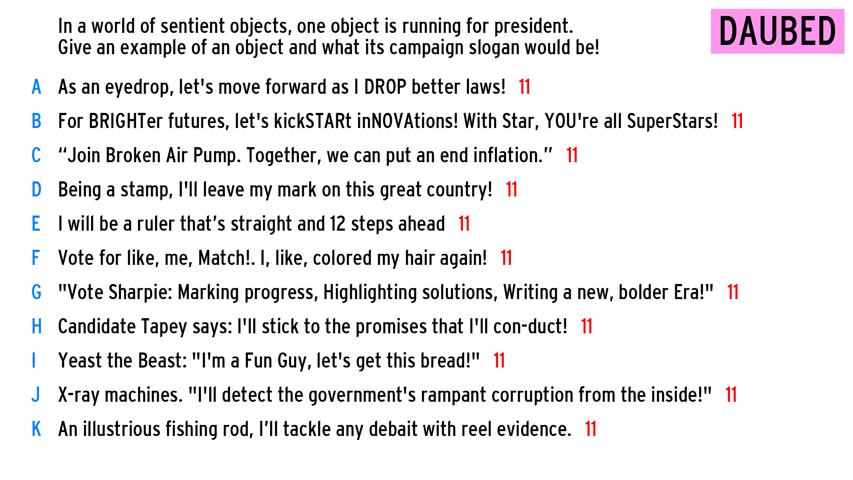 In a world of sentient objects, one object is running for president.
Give an example of an object and what its campaign slogan would be!
DAUBED
A As an eyedrop, let's move forward as I DROP better laws! 11
B For BRIGHTer futures, let's kickSTARt inNOVAtions! With Star, YOU're all SuperStars! 11
C “Join Broken Air Pump. Together, we can put an end inflation.” 11
D Being a stamp, I'll leave my mark on this great country! 11
E I will be a ruler that’s straight and 12 steps ahead 11
F Vote for like, me, Match!. I, like, colored my hair again! 11
G "Vote Sharpie: Marking progress, Highlighting solutions, Writing a new, bolder Era!" 11
H Candidate Tapey says: I'll stick to the promises that I'll con-duct! 11
I Yeast the Beast: "I'm a Fun Guy, let's get this bread!" 11
J X-ray machines. "I'll detect the government's rampant corruption from the inside!" 11
K An illustrious fishing rod, I’ll tackle any debait with reel evidence. 11